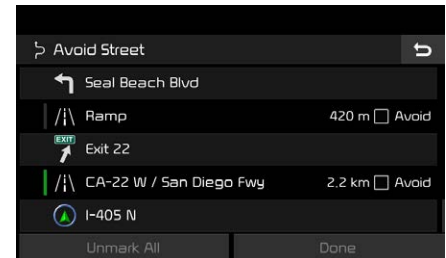 Avoid Street
Seal Beach Blvd
Ramp 420 m Avoid
EXIT Exit 22
CA-22 W / San Diego Fwy 2.2 km Avoid
I-405 N
Unmark All Done